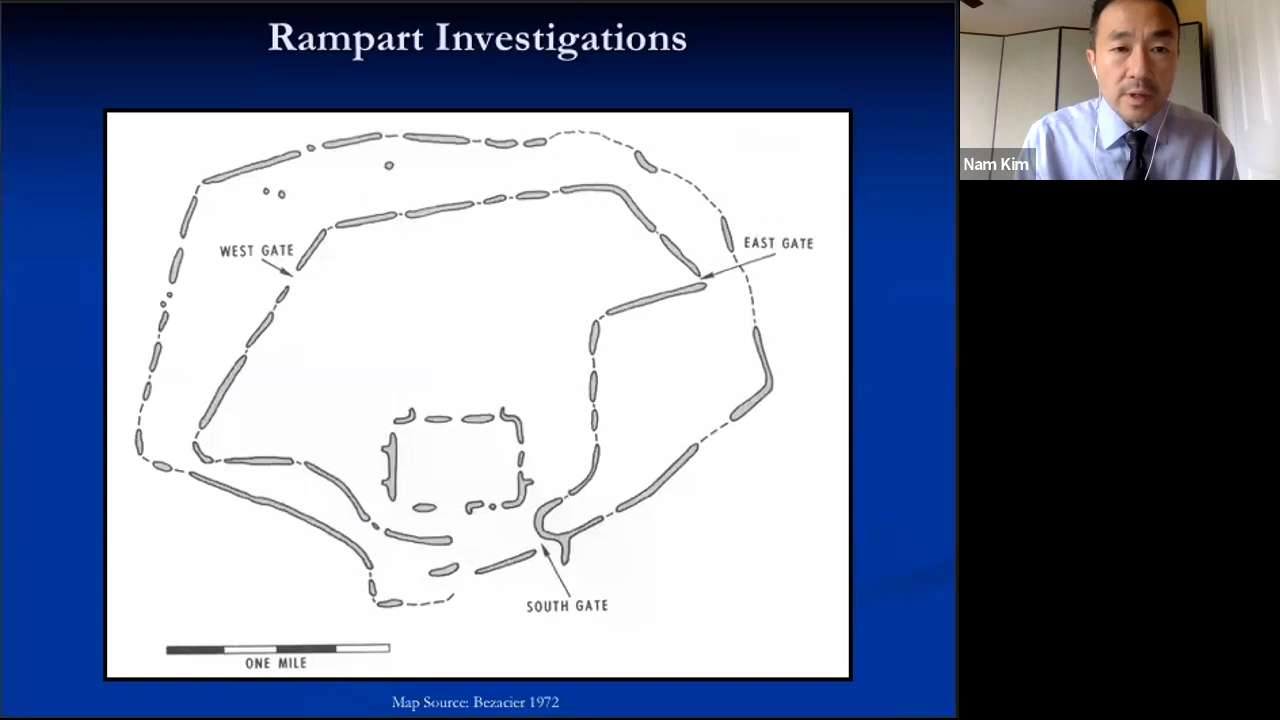 Rampart Investigations
Nam Kim
WEST GATE
EAST GATE
SOUTH GATE
ONE MILE
Map Source: Bezacier 1972